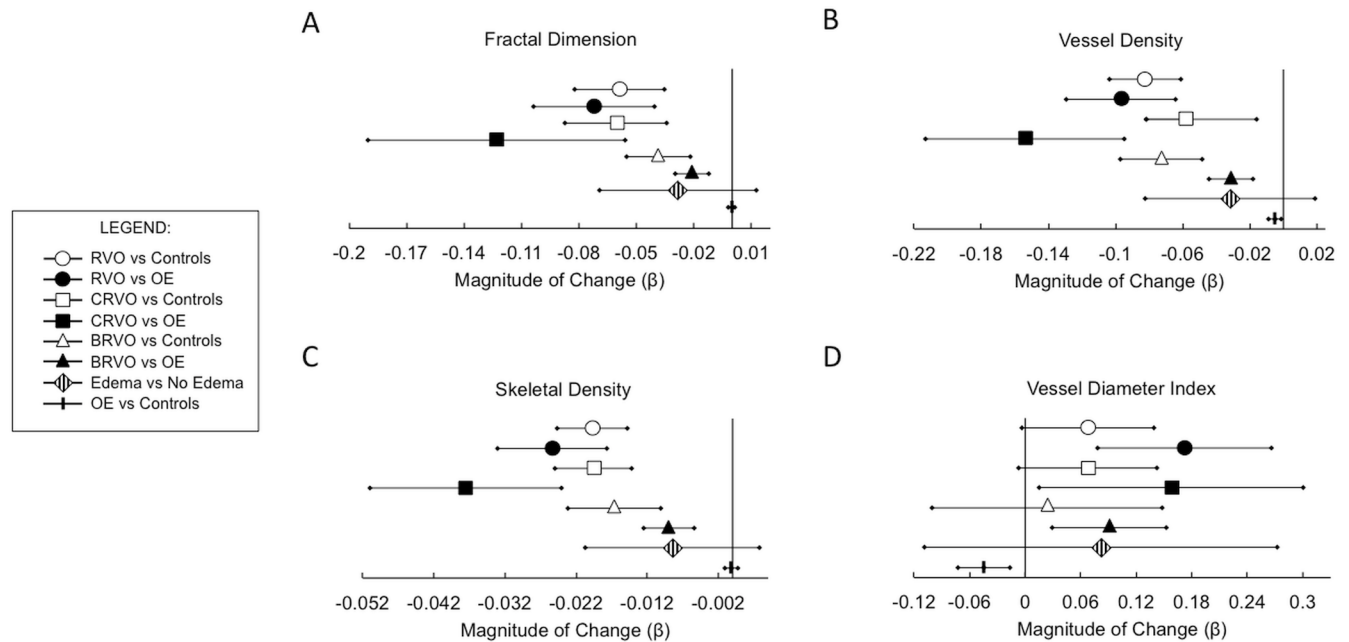 A
Fractal Dimension
-0.2 -0.17 -0.14 -0.11 -0.08 -0.05 -0.02 0.01
Magnitude of Change (β)
B
Vessel Density
-0.22 -0.18 -0.14 -0.1 -0.06 -0.02 0.02
Magnitude of Change (β)
LEGEND:
RVO vs Controls
RVO vs OE
CRVO vs Controls
CRVO vs OE
BRVO vs Controls
BRVO vs OE
Edema vs No Edema
OE vs Controls
C
Skeletal Density
-0.052 -0.042 -0.032 -0.022 -0.012 -0.002
Magnitude of Change (β)
D
Vessel Diameter Index
-0.12 -0.06 0 0.06 0.12 0.18 0.24 0.3
Magnitude of Change (β)